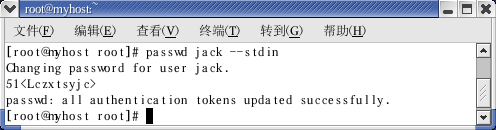 root@myhost:~
文件(F) 编辑(E) 查看(V) 终端(T) 转到(G) 帮助(H)
[root@myhost root]# passwd jack --stdin
Changing password for user jack.
51<Lczxtsyjc>
passwd: all authentication tokens updated successfully.
[root@myhost root]#